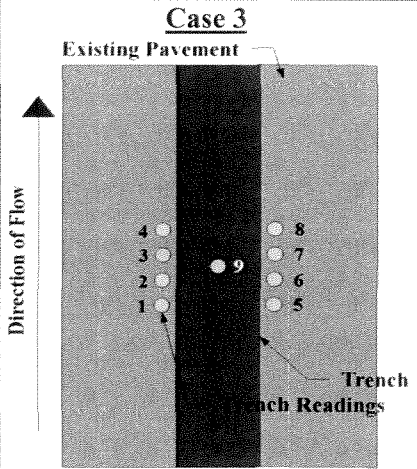 Case 3
Existing Pavement
Direction of Flow
4
3
2
1
9
8
7
6
5
Trench
Trench Readings